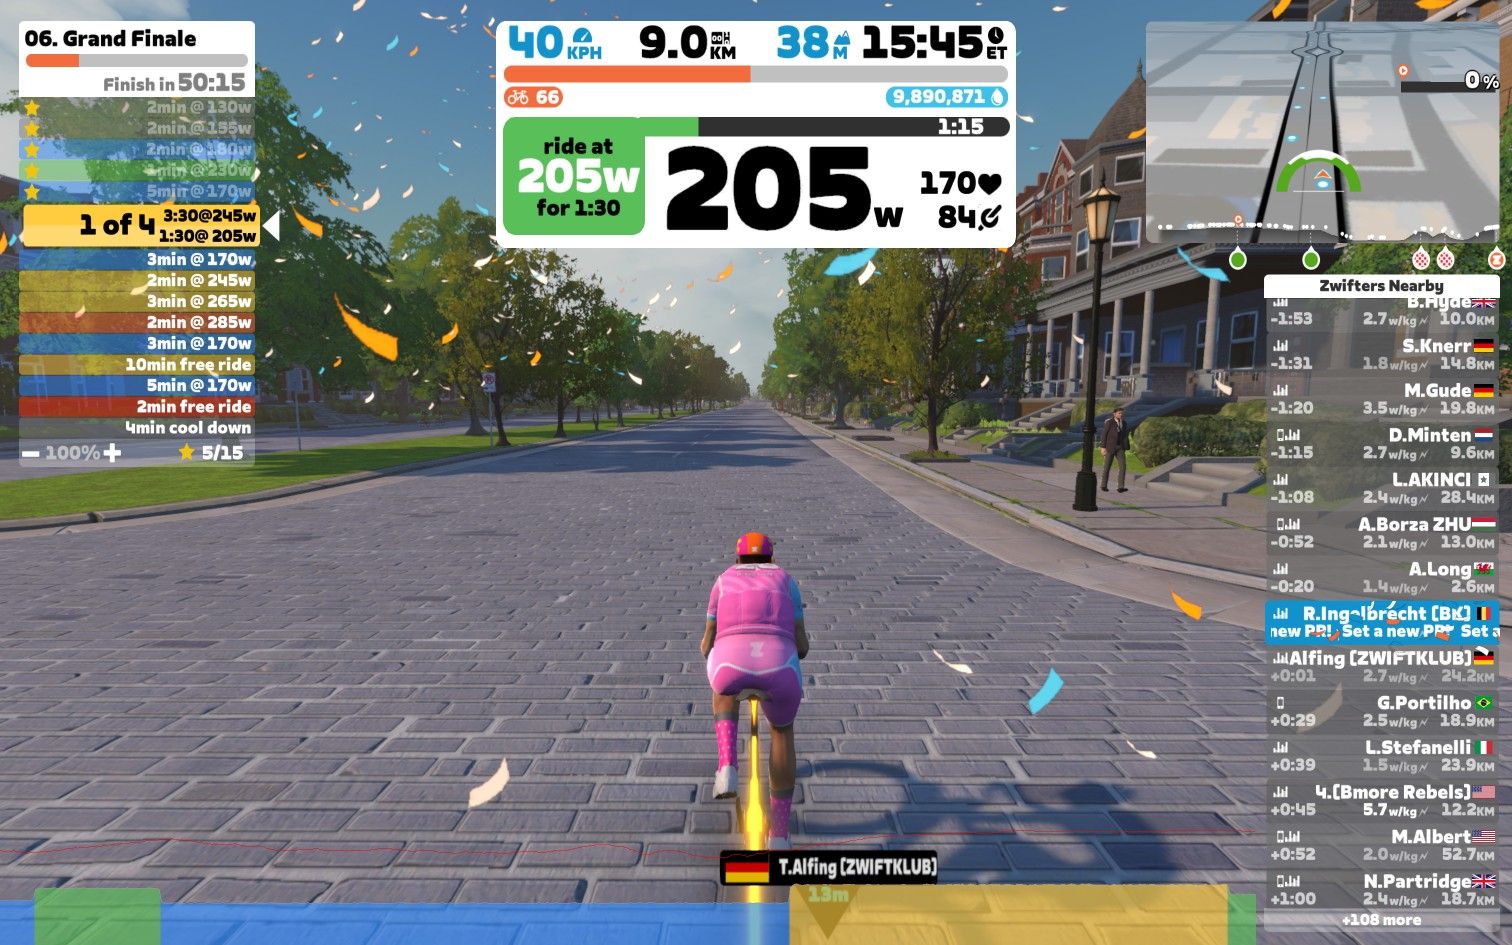 06. Grand Finale
Finish in 50:15
2min @ 130w
2min @ 155w
2min @ 180w
1min @ 230w
5min @ 170w
1 of 4
3:30@245w
1:30@ 205w
3min @ 170w
2min @ 245w
3min @ 265w
2min @ 285w
3min @ 170w
10min free ride
5min @ 170w
2min free ride
4min cool down
100%
5/15
40 KPH 9.0 KM 38 M 15:45 ET
66
9,890,871
1:15
ride at
205w
for 1:30
205w
170
84
0%
Zwifters Nearby
B.Hyde
-1:53 2.7w/kg 10.0KM
S.Knerr
-1:31 1.8w/kg 14.8KM
M.Gude
-1:20 3.5w/kg 19.8KM
D.Minten
-1:15 2.7w/kg 9.6KM
L.AKINCI
-1:08 2.4w/kg 28.4KM
A.Borza ZHU
-0:52 2.1w/kg 13.0KM
A.Long
-0:20 1.4w/kg 2.6KM
R.Ingelbrecht (BK)
new PR! Set a new PR! Set a
Alfing (ZWIFTKLUB)
+0:01 2.7w/kg 24.2KM
G.Portilho
+0:29 2.5w/kg 18.9KM
L.Stefanelli
+0:39 1.5w/kg 23.9KM
4.(Bmore Rebels)
+0:45 5.7w/kg 12.2KM
M.Albert
+0:52 2.0w/kg 52.7KM
N.Partridge
+1:00 2.4w/kg 18.7KM
+108 more
T.Alfing (ZWIFTKLUB)
13m